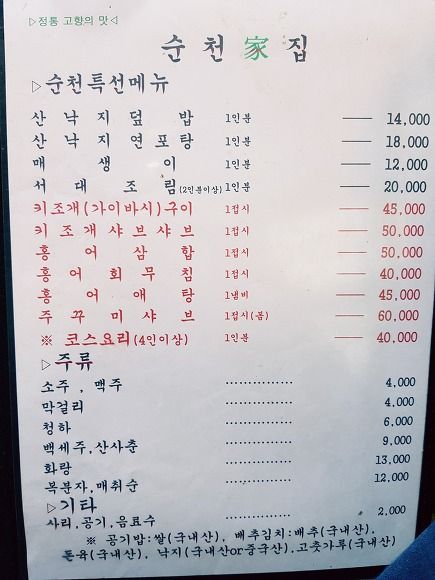 ▷정통 고향의 맛◁
순천家집
▷순천특선메뉴
산낙지덮밥 1인분 — 14,000
산낙지연포탕 1인분 — 18,000
매생이 1인분 — 12,000
서대조림(2인분이상) 1인분 — 20,000
키조개(가이바시)구이 1접시 — 45,000
키조개샤브샤브 1접시 — 50,000
홍어삼합 1접시 — 50,000
홍어회무침 1접시 — 40,000
홍어애탕 1냄비 — 45,000
주꾸미샤브 1접시(봄) — 60,000
※ 코스요리(4인이상) 1인분 — 40,000
▷주류
소주 , 맥주 ............... 4,000
막걸리 ............... 4,000
청하 ............... 6,000
백세주,산사춘 ............... 9,000
화랑 ............... 13,000
복분자,매취순 ............... 12,000
▷기타
사리,공기,음료수 ............... 2,000
※ 공기밥:쌀(국내산), 배추김치:배추(국내산),
돈육(국내산), 낙지(국내산or중국산),고춧가루(국내산)